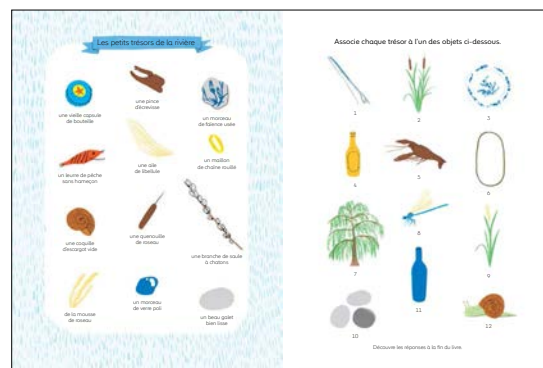 Les petits trésors de la rivière
une vieille capsule
de bouteille
une pince
d'écrevisse
un morceau
de faïence usée
un leurre de pêche
sans hameçon
une aile
de libellule
un maillon
de chaîne rouillé
une coquille
d'escargot vide
une quenouille
de roseau
une branche de saule
à chatons
de la mousse
de roseau
un morceau
de verre poli
un beau galet
bien lisse
Associe chaque trésor à l'un des objets ci-dessous.
1
2
3
4
5
6
7
8
9
10
11
12
Découvre les réponses à la fin du livre.